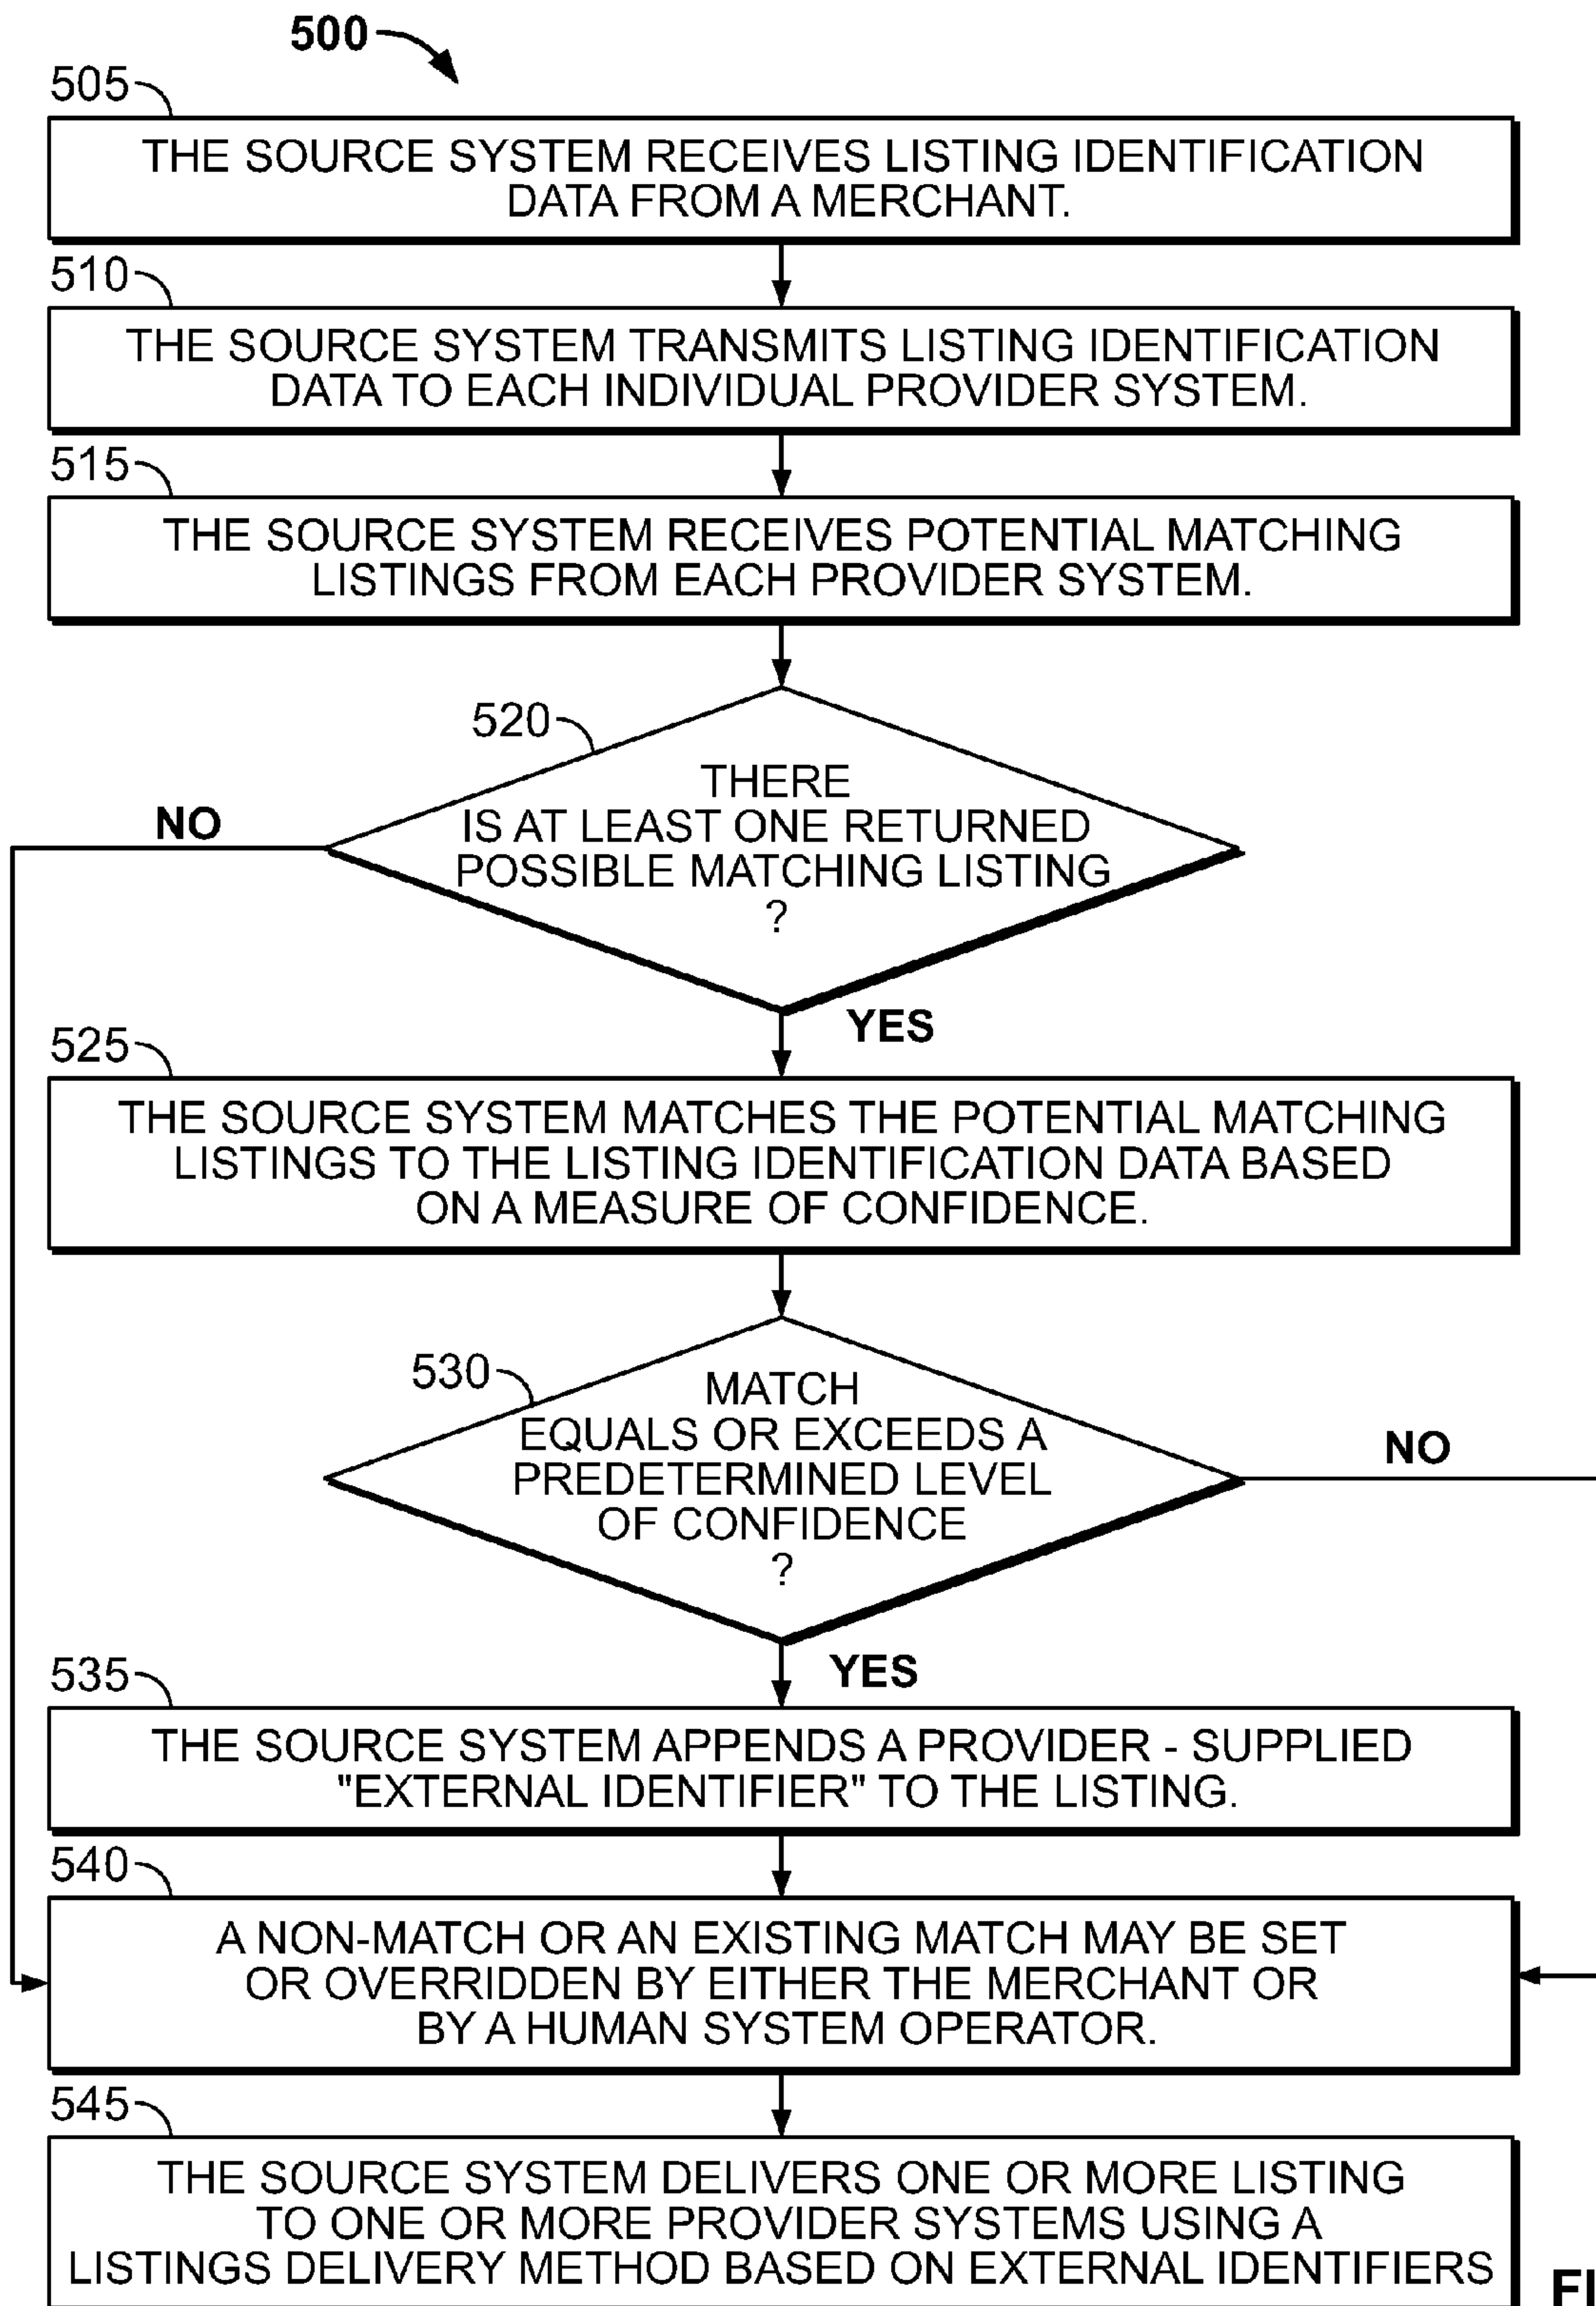 500
505
THE SOURCE SYSTEM RECEIVES LISTING IDENTIFICATION
DATA FROM A MERCHANT.
510
THE SOURCE SYSTEM TRANSMITS LISTING IDENTIFICATION
DATA TO EACH INDIVIDUAL PROVIDER SYSTEM.
515
THE SOURCE SYSTEM RECEIVES POTENTIAL MATCHING
LISTINGS FROM EACH PROVIDER SYSTEM.
520
THERE
IS AT LEAST ONE RETURNED
POSSIBLE MATCHING LISTING
?
NO
YES
525
THE SOURCE SYSTEM MATCHES THE POTENTIAL MATCHING
LISTINGS TO THE LISTING IDENTIFICATION DATA BASED
ON A MEASURE OF CONFIDENCE.
530
MATCH
EQUALS OR EXCEEDS A
PREDETERMINED LEVEL
OF CONFIDENCE
?
NO
YES
535
THE SOURCE SYSTEM APPENDS A PROVIDER - SUPPLIED
"EXTERNAL IDENTIFIER" TO THE LISTING.
540
A NON-MATCH OR AN EXISTING MATCH MAY BE SET
OR OVERRIDDEN BY EITHER THE MERCHANT OR
BY A HUMAN SYSTEM OPERATOR.
545
THE SOURCE SYSTEM DELIVERS ONE OR MORE LISTING
TO ONE OR MORE PROVIDER SYSTEMS USING A
LISTINGS DELIVERY METHOD BASED ON EXTERNAL IDENTIFIERS